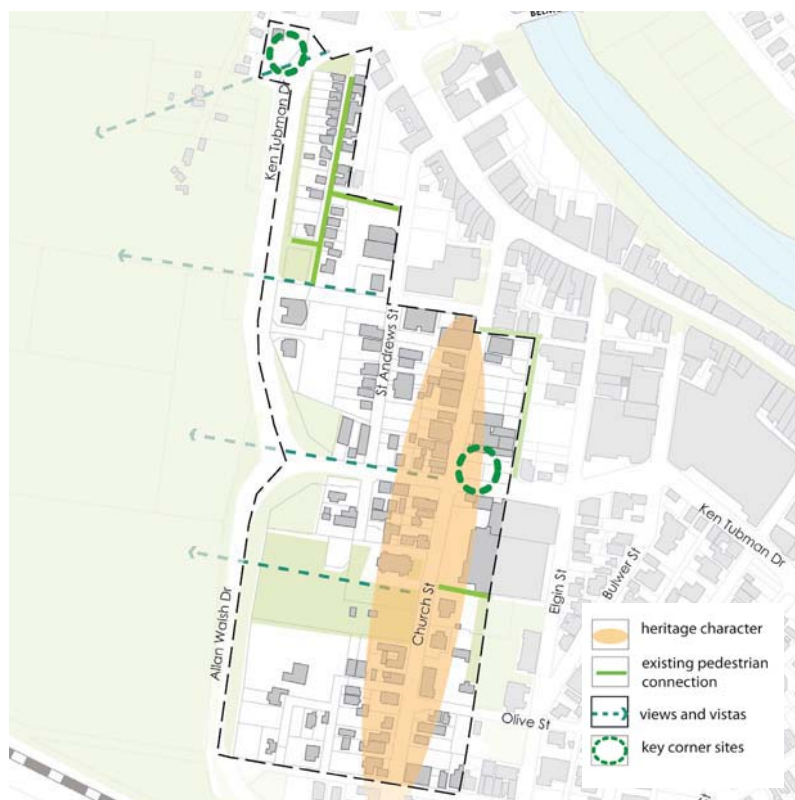 BELM
Ken Tubman Dr
St Andrews St
Ken Tubman Dr
Bulwer St
Elgin St
Church St
Allan Walsh Dr
Olive St
heritage character
existing pedestrian
connection
views and vistas
key corner sites